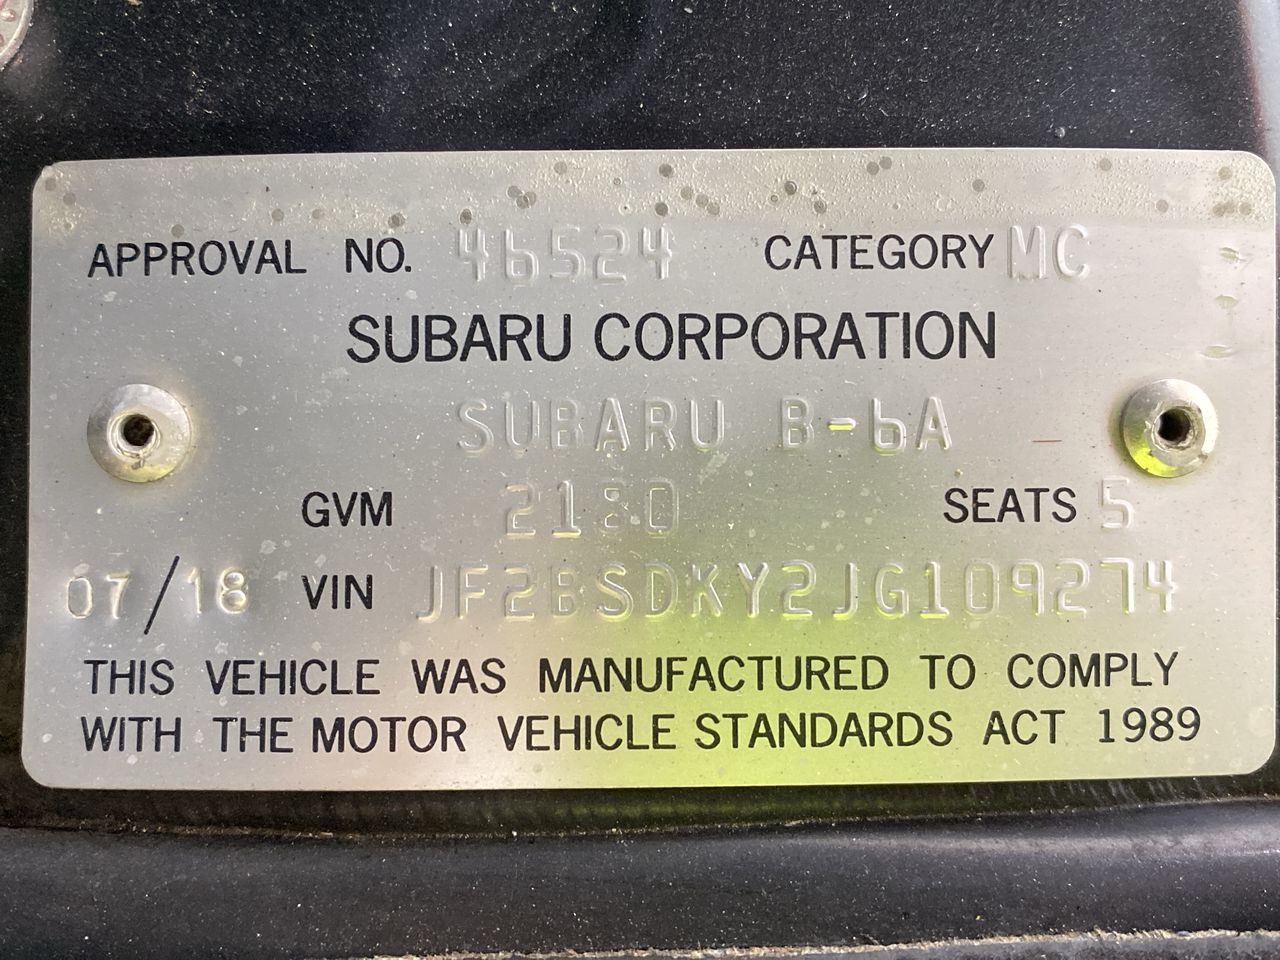 APPROVAL NO. 46524 CATEGORY MC
SUBARU CORPORATION
SUBARU B-6A
GVM 2180 SEATS 5
07/18 VIN JF2BSDKY2JG109274
THIS VEHICLE WAS MANUFACTURED TO COMPLY
WITH THE MOTOR VEHICLE STANDARDS ACT 1989